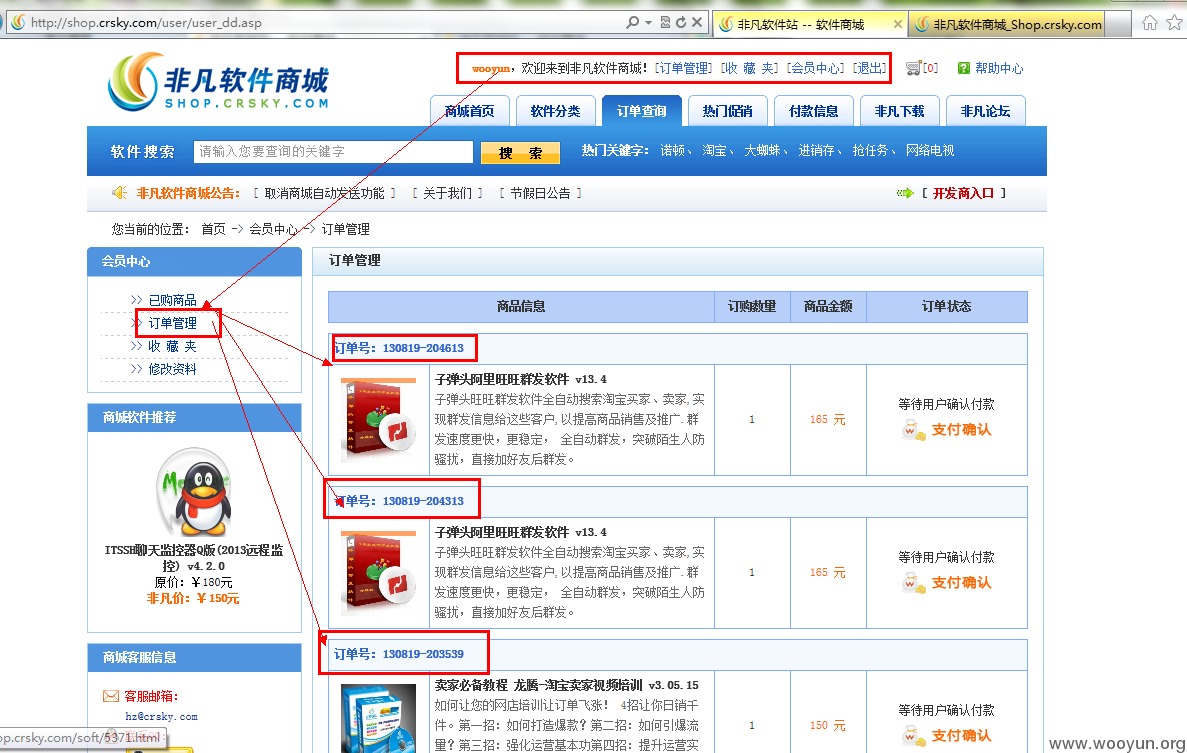 http://shop.crsky.com/user/user_dd.asp
非凡软件站 -- 软件商城
非凡软件商城_Shop.crsky.com
非凡软件商城
SHOP.CRSKY.COM
wooyun，欢迎来到非凡软件商城！[订单管理] [收 藏 夹] [会员中心] [退出]
[0]
帮助中心
商城首页 软件分类 订单查询 热门促销 付款信息 非凡下载 非凡论坛
软件搜索
请输入您要查询的关键字
搜 索
热门关键字： 诺顿、 淘宝、 大蜘蛛、 进销存、 抢任务、 网络电视
非凡软件商城公告： [ 取消商城自动发送功能 ] [ 关于我们 ] [ 节假日公告 ]
[ 开发商入口 ]
您当前的位置： 首页 -> 会员中心 -> 订单管理
会员中心
>> 已购商品
>> 订单管理
>> 收 藏 夹
>> 修改资料
商城软件推荐
ITSSH聊天监控器Q版(2013远程监
控) v4.2.0
原价：￥180元
非凡价：￥150元
商城客服信息
客服邮箱：
hz@crsky.com
op.crsky.com/soft/5371.html
订单管理
商品信息 订购数量 商品金额 订单状态
订单号：130819-204613
子弹头阿里旺旺群发软件 v13.4
子弹头旺旺群发软件全自动搜索淘宝买家、卖家,实
现群发信息给这些客户,以提高商品销售及推广.群
发速度更快，更稳定， 全自动群发，突破陌生人防
骚扰，直接加好友后群发。
1
165 元
等待用户确认付款
支付确认
订单号：130819-204313
子弹头阿里旺旺群发软件 v13.4
子弹头旺旺群发软件全自动搜索淘宝买家、卖家,实
现群发信息给这些客户,以提高商品销售及推广.群
发速度更快，更稳定， 全自动群发，突破陌生人防
骚扰，直接加好友后群发。
1
165 元
等待用户确认付款
支付确认
订单号：130819-203539
卖家必备教程 龙腾-淘宝卖家视频培训 v3.05.15
如何让您的网店培训让订单飞涨！ 4招让你日销千
件。第一招：如何打造爆款？第二招：如何引爆流
量？第三招：强化运营基本功第四招：提升运营实
1
150 元
等待用户确认付款
支付确认
www.wooyun.org